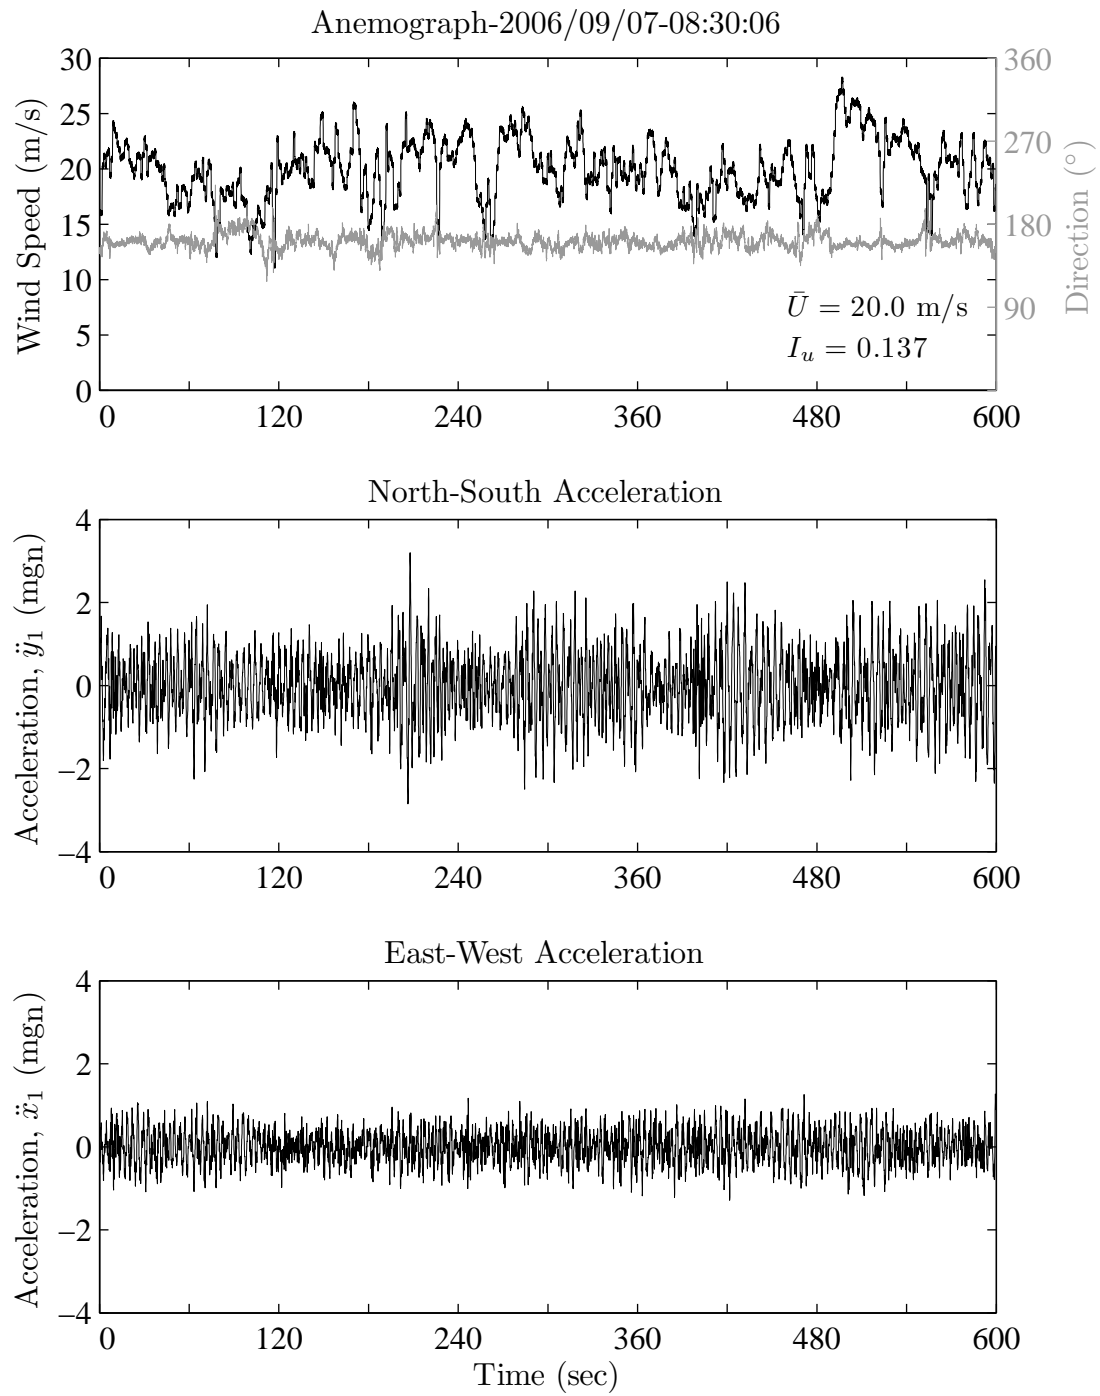 Anemograph-2006/09/07-08:30:06
Wind Speed (m/s)
30
25
20
15
10
5
0
360
270
180
90
Direction (°)
Ū = 20.0 m/s
I_u = 0.137
0 120 240 360 480 600
North-South Acceleration
Acceleration, ÿ₁ (mgn)
4
2
0
−2
−4
0 120 240 360 480 600
East-West Acceleration
Acceleration, ẍ₁ (mgn)
4
2
0
−2
−4
0 120 240 360 480 600
Time (sec)